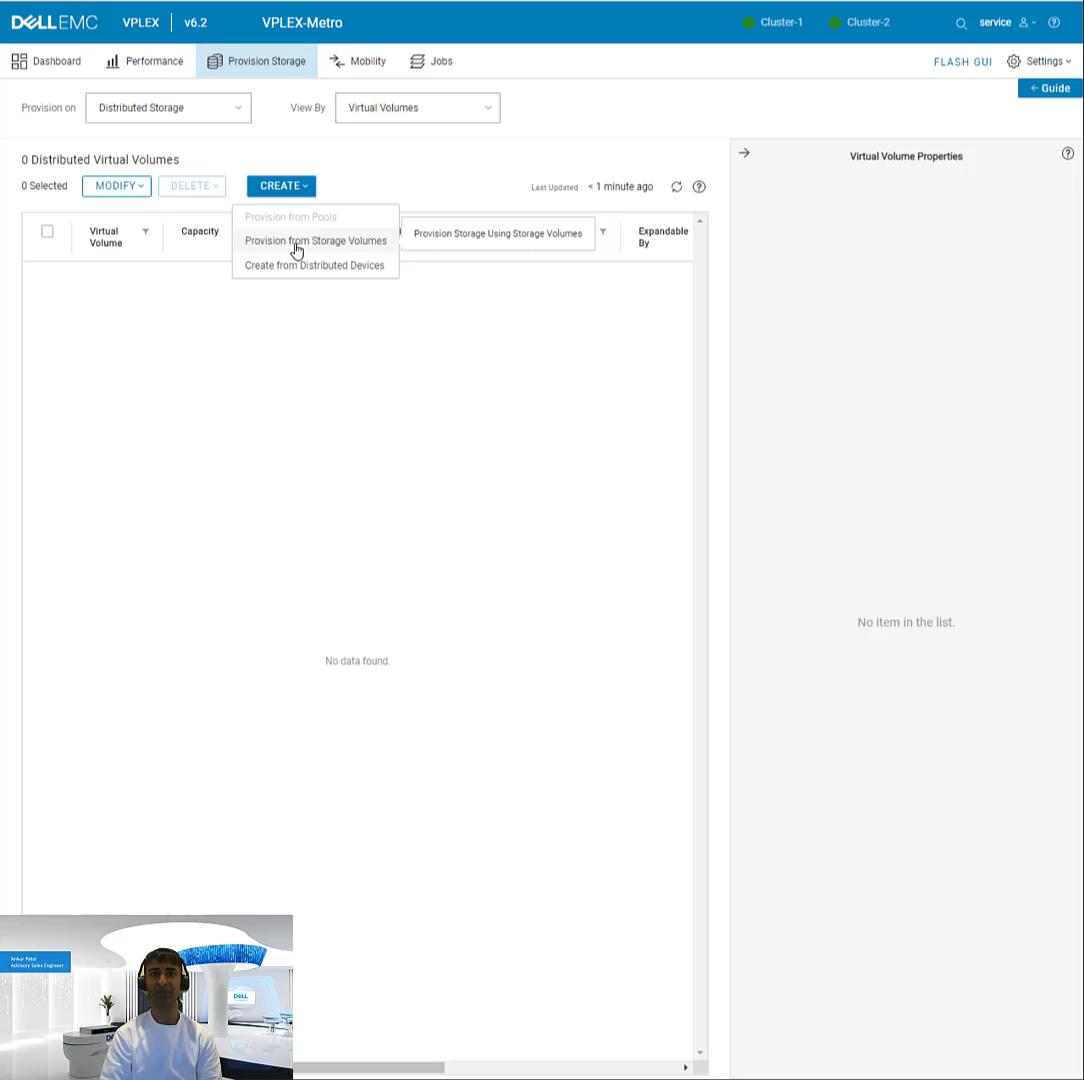 DELLEMC VPLEX v6.2 VPLEX-Metro Cluster-1 Cluster-2 service
Dashboard Performance Provision Storage Mobility Jobs FLASH GUI Settings
← Guide
Provision on Distributed Storage View By Virtual Volumes
Virtual Volume Properties
0 Distributed Virtual Volumes
0 Selected MODIFY DELETE CREATE Last Updated : < 1 minute ago
Provision from Pools
Provision from Storage Volumes
Create from Distributed Devices
Virtual
Volume
Capacity
Provision Storage Using Storage Volumes
Expandable
By
No item in the list.
No data found.
Ankur Patel
Advisory Sales Engineer
DELL